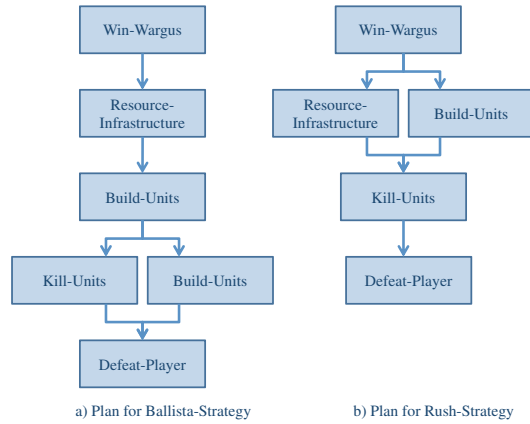 Win-Wargus
Resource-
Infrastructure
Build-Units
Kill-Units
Build-Units
Defeat-Player
a) Plan for Ballista-Strategy
Win-Wargus
Resource-
Infrastructure
Build-Units
Kill-Units
Defeat-Player
b) Plan for Rush-Strategy